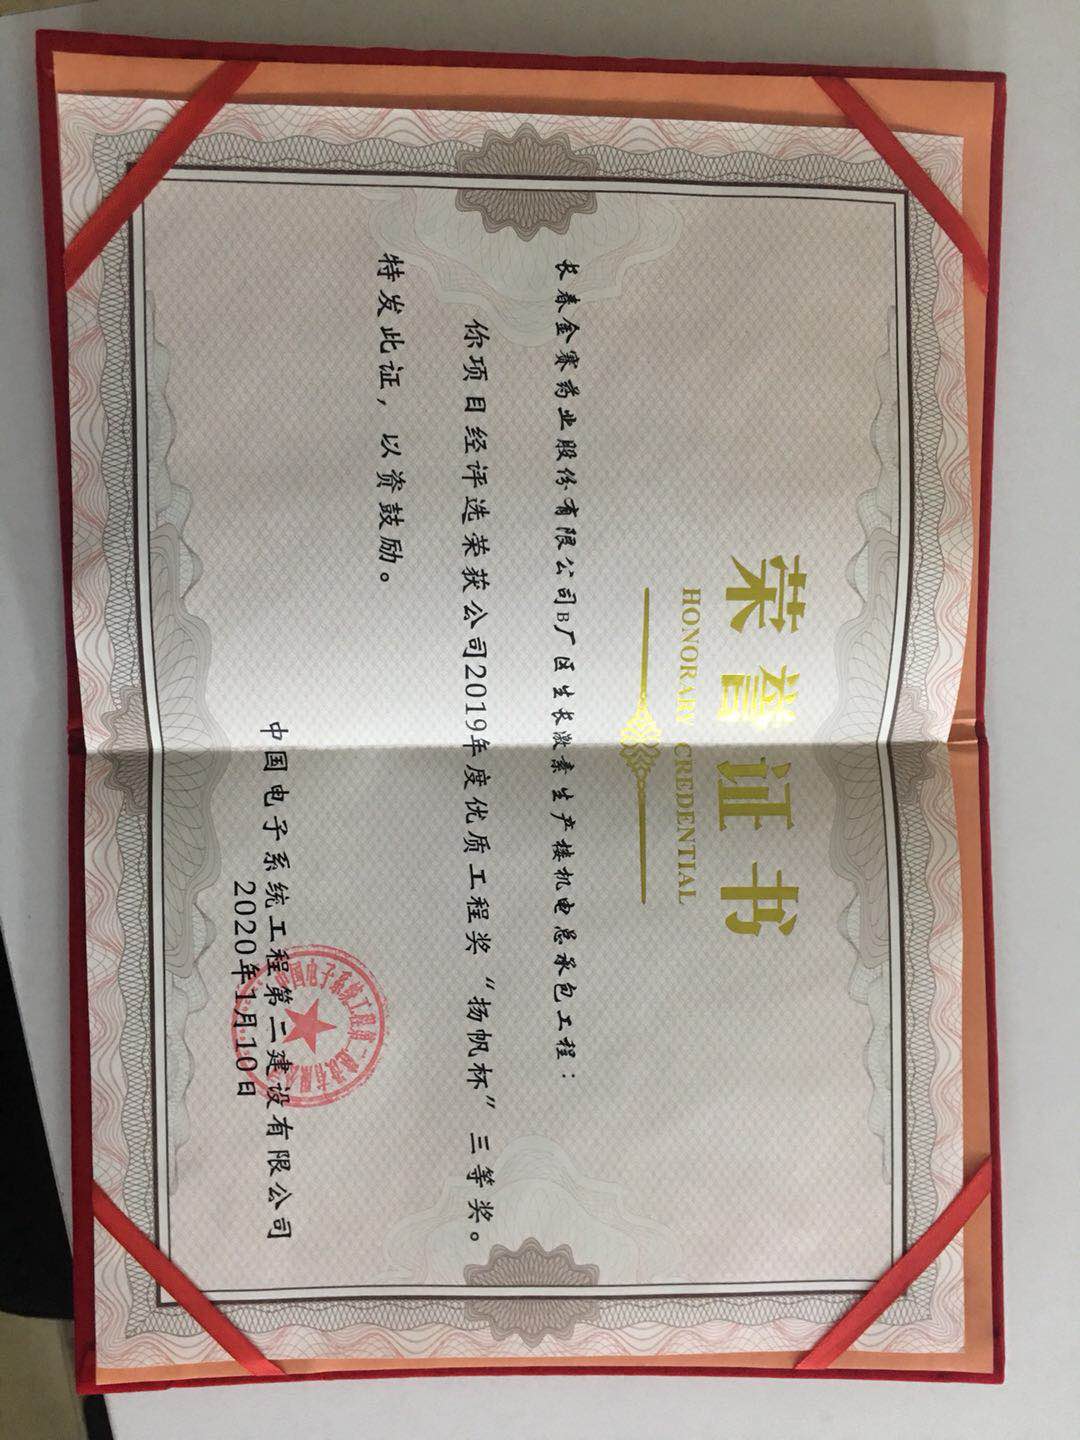 荣誉证书
HONORARY CREDENTIAL
长春金赛药业股份有限公司B厂区生长激素生产楼机电总承包工程：
你项目经评选荣获公司2019年度优质工程奖“扬帆杯”三等奖。
特发此证，以资鼓励。
中国电子系统工程第二建设有限公司
2020年1月10日